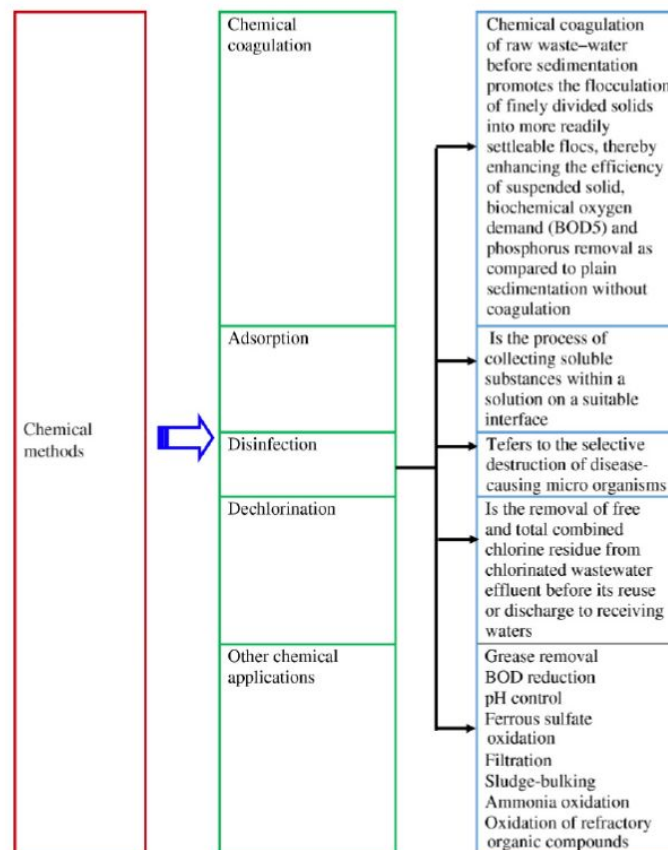 Chemical
methods
Chemical
coagulation
Chemical coagulation
of raw waste–water
before sedimentation
promotes the flocculation
of finely divided solids
into more readily
settleable flocs, thereby
enhancing the efficiency
of suspended solid,
biochemical oxygen
demand (BOD5) and
phosphorus removal as
compared to plain
sedimentation without
coagulation
Adsorption
Is the process of
collecting soluble
substances within a
solution on a suitable
interface
Disinfection
Tefers to the selective
destruction of disease-
causing micro organisms
Dechlorination
Is the removal of free
and total combined
chlorine residue from
chlorinated wastewater
effluent before its reuse
or discharge to receiving
waters
Other chemical
applications
Grease removal
BOD reduction
pH control
Ferrous sulfate
oxidation
Filtration
Sludge-bulking
Ammonia oxidation
Oxidation of refractory
organic compounds